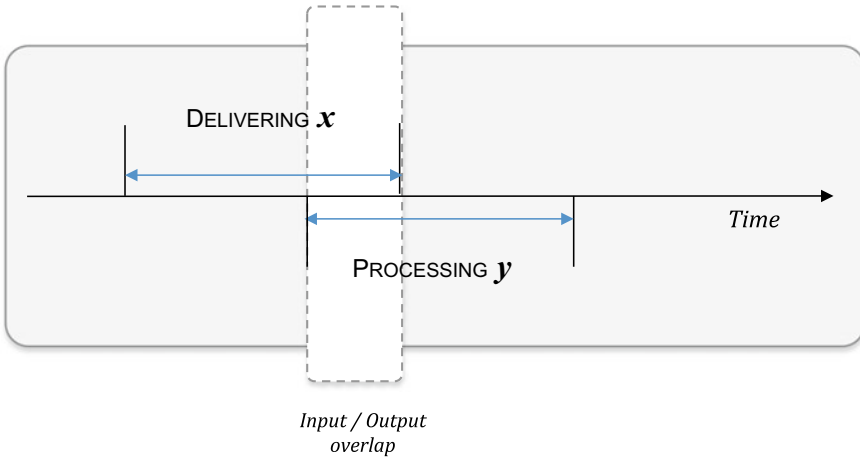 DELIVERING x
Time
PROCESSING y
Input / Output
overlap